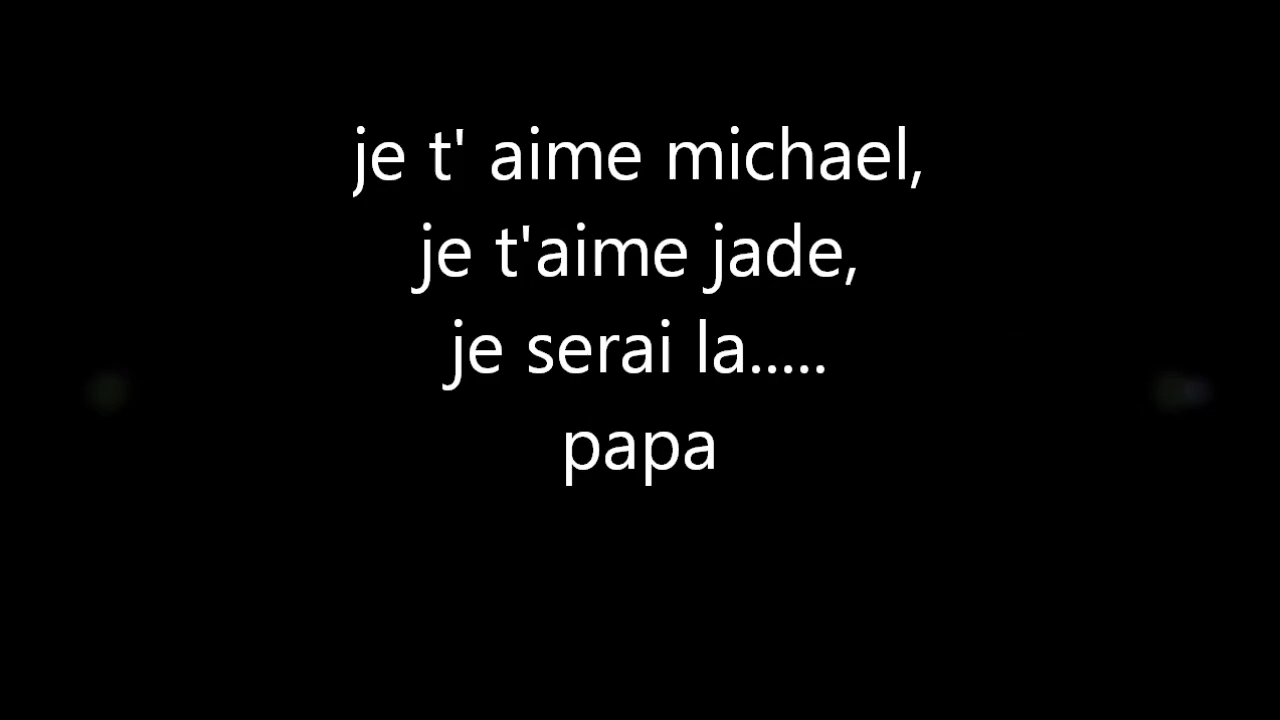 je t' aime michael,
je t'aime jade,
je serai la.....
papa